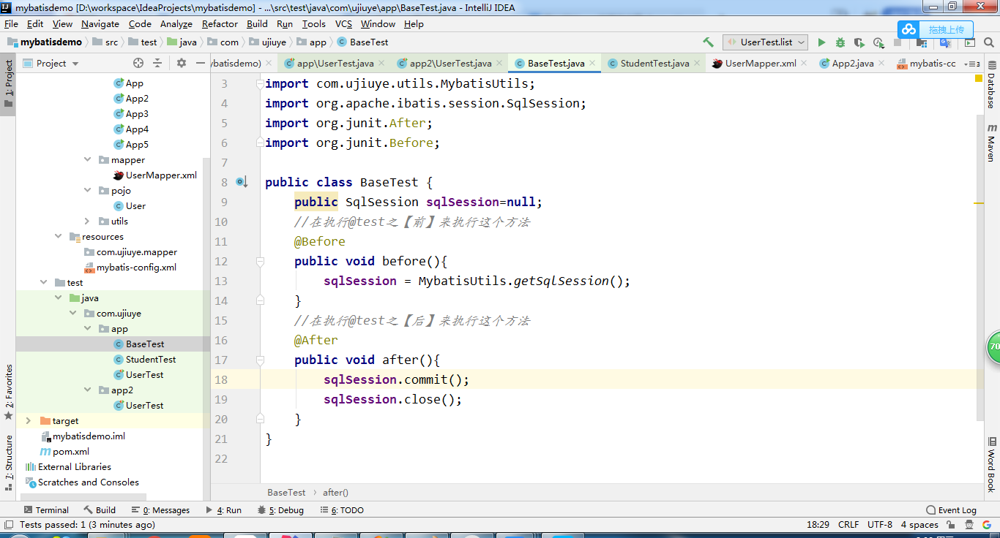 mybatisdemo [D:\workspace\IdeaProjects\mybatisdemo] - ...\src\test\java\com\ujiuye\app\BaseTest.java - IntelliJ IDEA
File Edit View Navigate Code Analyze Refactor Build Run Tools VCS Window Help
拖拽上传
mybatisdemo src test java com ujiuye app BaseTest
UserTest.list
Project
ybatisdemo) app\UserTest.java app2\UserTest.java BaseTest.java StudentTest.java UserMapper.xml App2.java mybatis-cc
1: Project
2: Favorites
7: Structure
App
App2
App3
App4
App5
mapper
UserMapper.xml
pojo
User
utils
resources
com.ujiuye.mapper
mybatis-config.xml
test
java
com.ujiuye
app
BaseTest
StudentTest
UserTest
app2
UserTest
target
mybatisdemo.iml
pom.xml
External Libraries
Scratches and Consoles
3 import com.ujiuye.utils.MybatisUtils;
4 import org.apache.ibatis.session.SqlSession;
5 import org.junit.After;
6 import org.junit.Before;
7
8 public class BaseTest {
9 public SqlSession sqlSession=null;
10 //在执行@test之【前】来执行这个方法
11 @Before
12 public void before(){
13 sqlSession = MybatisUtils.getSqlSession();
14 }
15 //在执行@test之【后】来执行这个方法
16 @After
17 public void after(){
18 sqlSession.commit();
19 sqlSession.close();
20 }
21 }
22
BaseTest > after()
Database
Maven
70
Word Book
Terminal Build 0: Messages 4: Run 5: Debug 6: TODO Event Log
Tests passed: 1 (3 minutes ago) 18:29 CRLF UTF-8 4 spaces